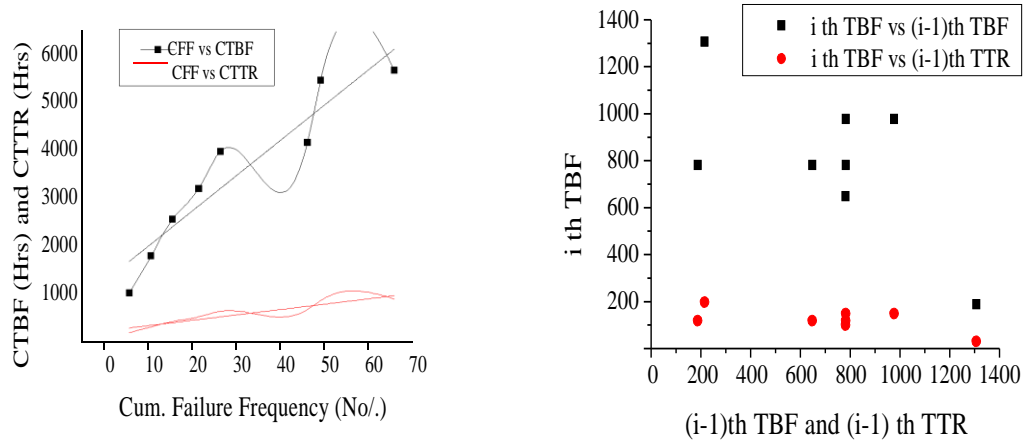 CFF vs CTBF
CFF vs CTTR
6000
5000
4000
3000
2000
1000
0 10 20 30 40 50 60 70
CTBF (Hrs) and CTTR (Hrs)
Cum. Failure Frequency (No/.)
i th TBF vs (i-1)th TBF
i th TBF vs (i-1)th TTR
1400
1200
1000
800
600
400
200
0 200 400 600 800 1000 1200 1400
i th TBF
(i-1)th TBF and (i-1) th TTR